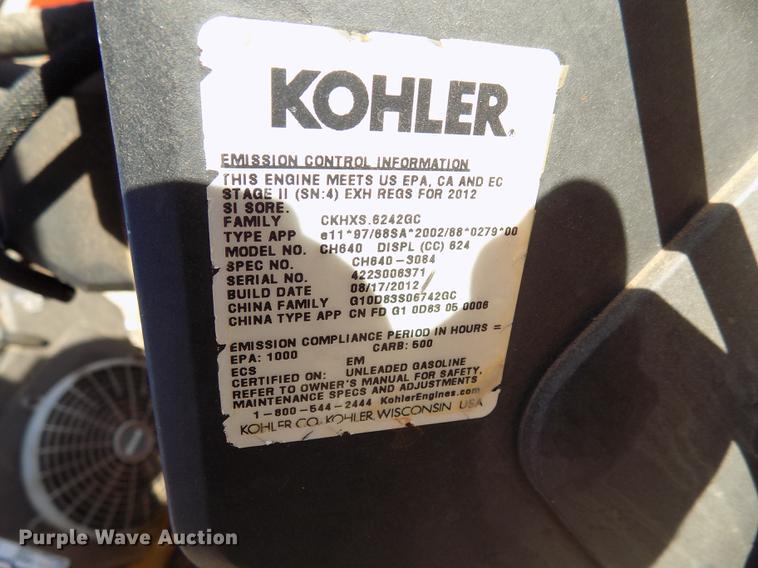 KOHLER
EMISSION CONTROL INFORMATION
THIS ENGINE MEETS US EPA, CA AND EC
STAGE II (SN:4) EXH REGS FOR 2012
SI SORE.
FAMILY CKHXS.6242GC
TYPE APP e11*97/68SA*2002/88*0279*00
MODEL NO. CH640 DISPL (CC) 624
SPEC NO. CH640-3064
SERIAL NO. 4223006371
BUILD DATE 08/17/2012
CHINA FAMILY G10D83S06742GC
CHINA TYPE APP CN FD G1 0D83 05 0006
EMISSION COMPLIANCE PERIOD IN HOURS =
EPA: 1000 CARB: 500
ECS EM
CERTIFIED ON: UNLEADED GASOLINE
REFER TO OWNER'S MANUAL FOR SAFETY,
MAINTENANCE SPECS AND ADJUSTMENTS
1-800-544-2444 KohlerEngines.com
KOHLER CO. KOHLER, WISCONSIN USA
Purple Wave Auction